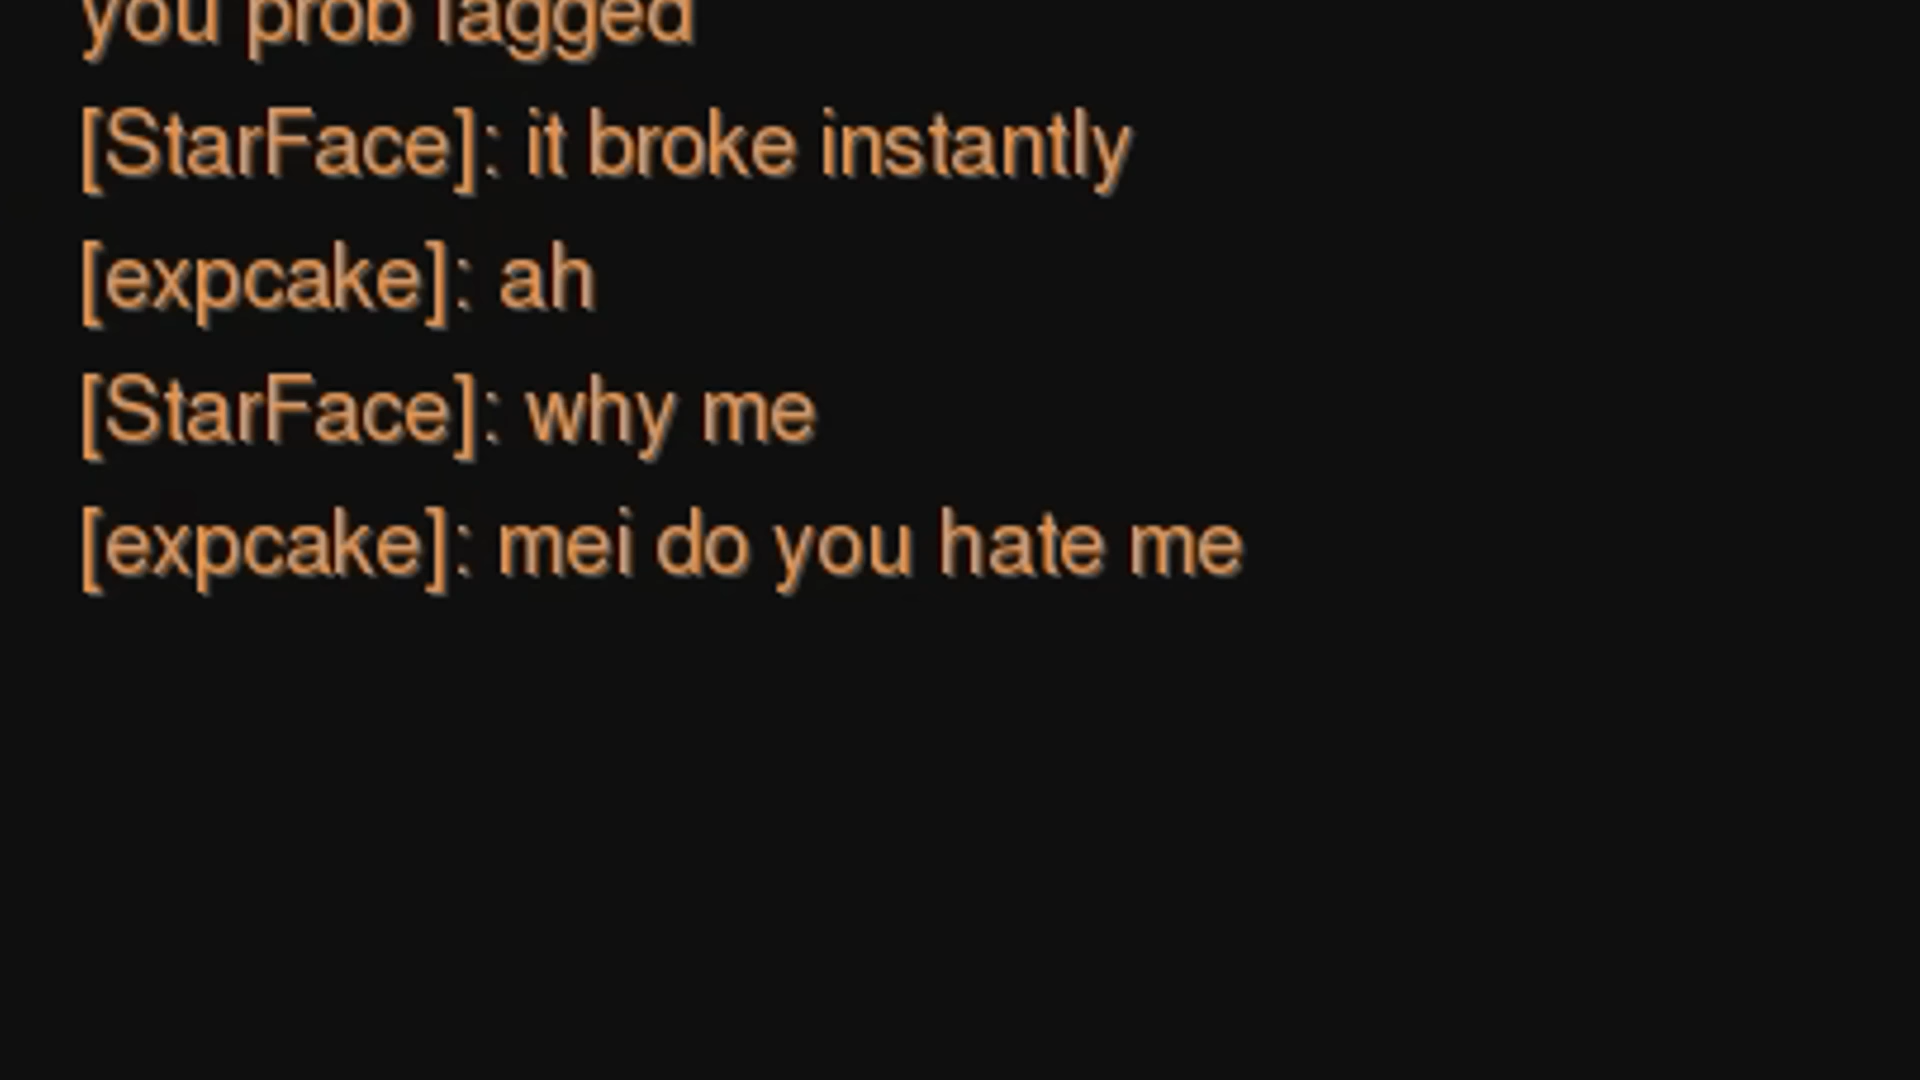 you prob lagged
[StarFace]: it broke instantly
[expcake]: ah
[StarFace]: why me
[expcake]: mei do you hate me